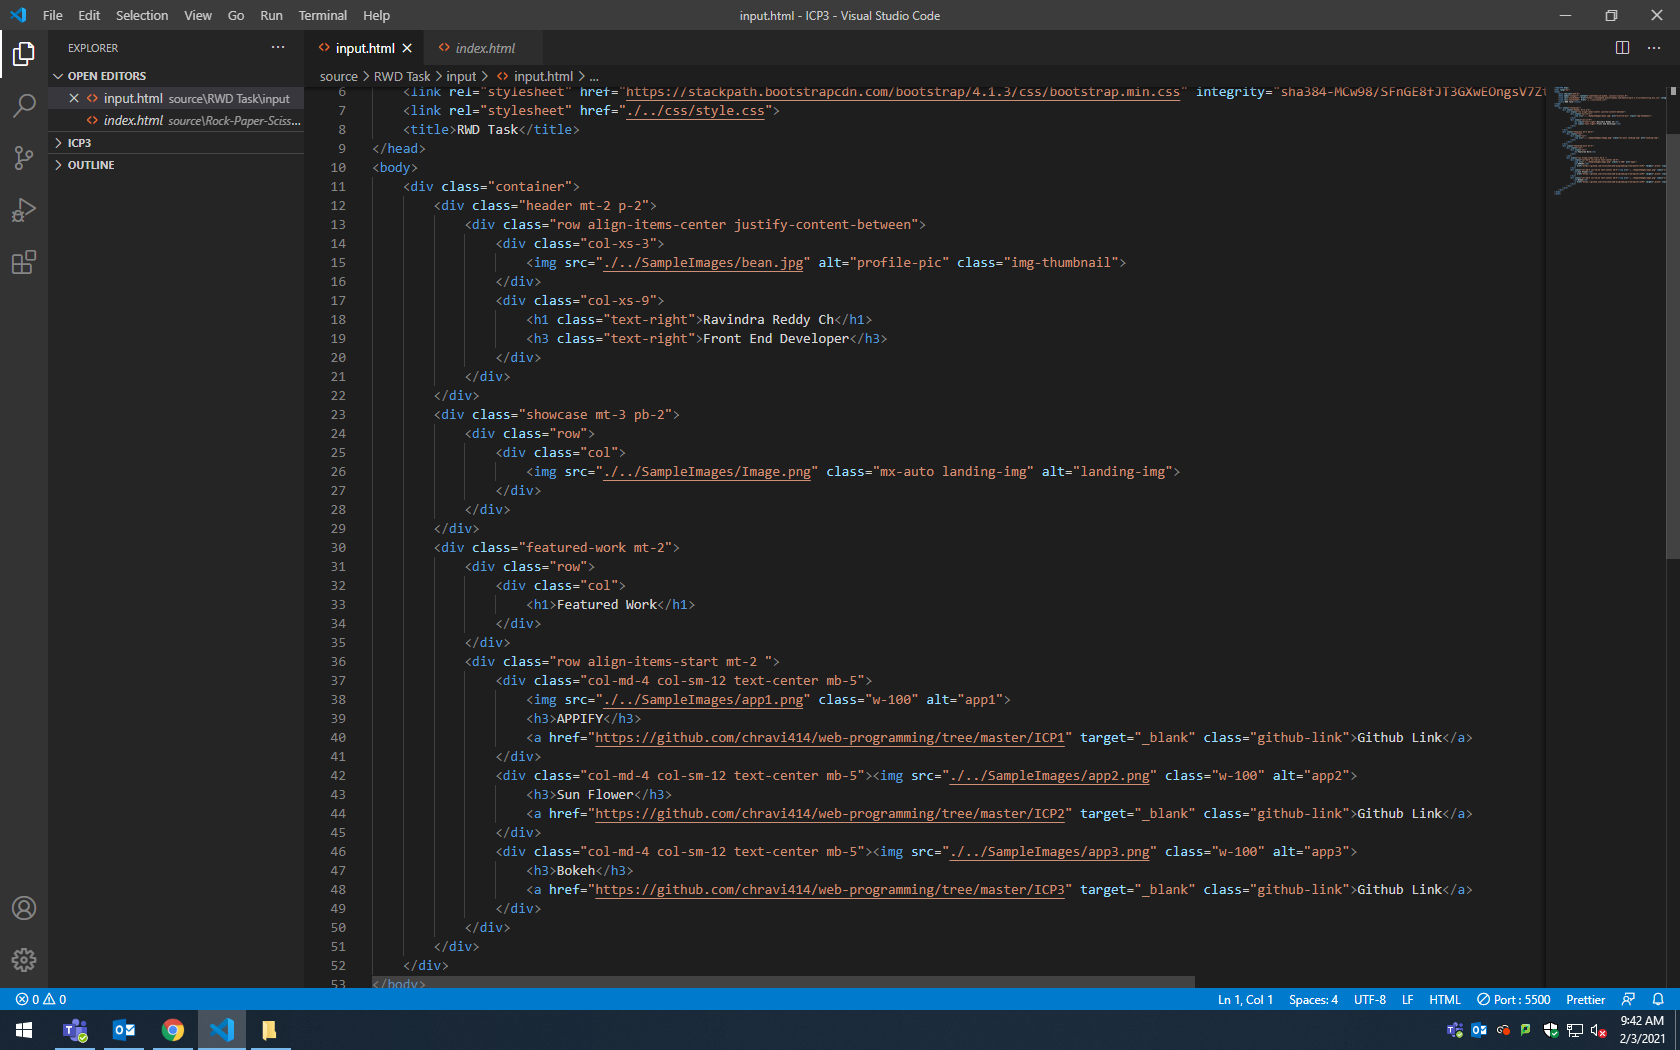 File Edit Selection View Go Run Terminal Help
input.html - ICP3 - Visual Studio Code
EXPLORER
OPEN EDITORS
input.html source\RWD Task\input
index.html source\Rock-Paper-Sciss...
ICP3
OUTLINE
input.html
index.html
source > RWD Task > input > input.html > ...
6 <link rel="stylesheet" href="https://stackpath.bootstrapcdn.com/bootstrap/4.1.3/css/bootstrap.min.css" integrity="sha384-MCw98/SFnGE8fJT3GXwEOngsV7Zt
7 <link rel="stylesheet" href="./../css/style.css">
8 <title>RWD Task</title>
9 </head>
10 <body>
11 <div class="container">
12 <div class="header mt-2 p-2">
13 <div class="row align-items-center justify-content-between">
14 <div class="col-xs-3">
15 <img src="./../SampleImages/bean.jpg" alt="profile-pic" class="img-thumbnail">
16 </div>
17 <div class="col-xs-9">
18 <h1 class="text-right">Ravindra Reddy Ch</h1>
19 <h3 class="text-right">Front End Developer</h3>
20 </div>
21 </div>
22 </div>
23 <div class="showcase mt-3 pb-2">
24 <div class="row">
25 <div class="col">
26 <img src="./../SampleImages/Image.png" class="mx-auto landing-img" alt="landing-img">
27 </div>
28 </div>
29 </div>
30 <div class="featured-work mt-2">
31 <div class="row">
32 <div class="col">
33 <h1>Featured Work</h1>
34 </div>
35 </div>
36 <div class="row align-items-start mt-2 ">
37 <div class="col-md-4 col-sm-12 text-center mb-5">
38 <img src="./../SampleImages/app1.png" class="w-100" alt="app1">
39 <h3>APPIFY</h3>
40 <a href="https://github.com/chravi414/web-programming/tree/master/ICP1" target="_blank" class="github-link">Github Link</a>
41 </div>
42 <div class="col-md-4 col-sm-12 text-center mb-5"><img src="./../SampleImages/app2.png" class="w-100" alt="app2">
43 <h3>Sun Flower</h3>
44 <a href="https://github.com/chravi414/web-programming/tree/master/ICP2" target="_blank" class="github-link">Github Link</a>
45 </div>
46 <div class="col-md-4 col-sm-12 text-center mb-5"><img src="./../SampleImages/app3.png" class="w-100" alt="app3">
47 <h3>Bokeh</h3>
48 <a href="https://github.com/chravi414/web-programming/tree/master/ICP3" target="_blank" class="github-link">Github Link</a>
49 </div>
50 </div>
51 </div>
52 </div>
53 </body>
0 0
Ln 1, Col 1 Spaces: 4 UTF-8 LF HTML Port : 5500 Prettier
9:42 AM
2/3/2021